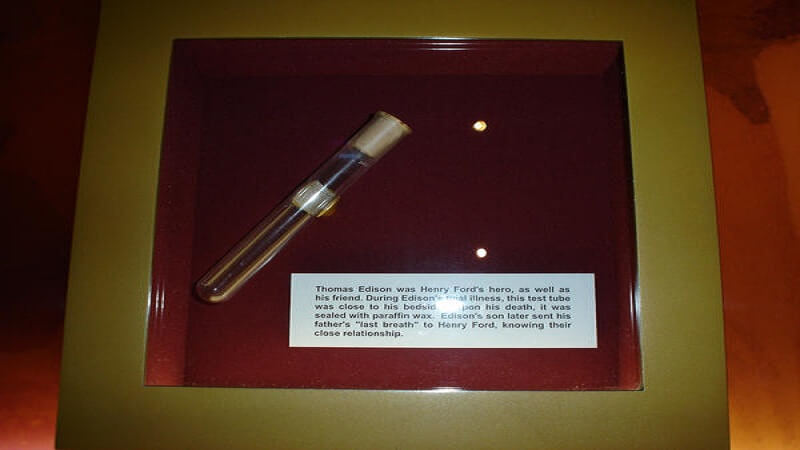 Thomas Edison was Henry Ford's hero, as well as
his friend. During Edison's illness, this test tube
was close to his death, it was
sealed with paraffin wax. Edison's son later sent his
father's "last breath" to Henry Ford, knowing their
close relationship.